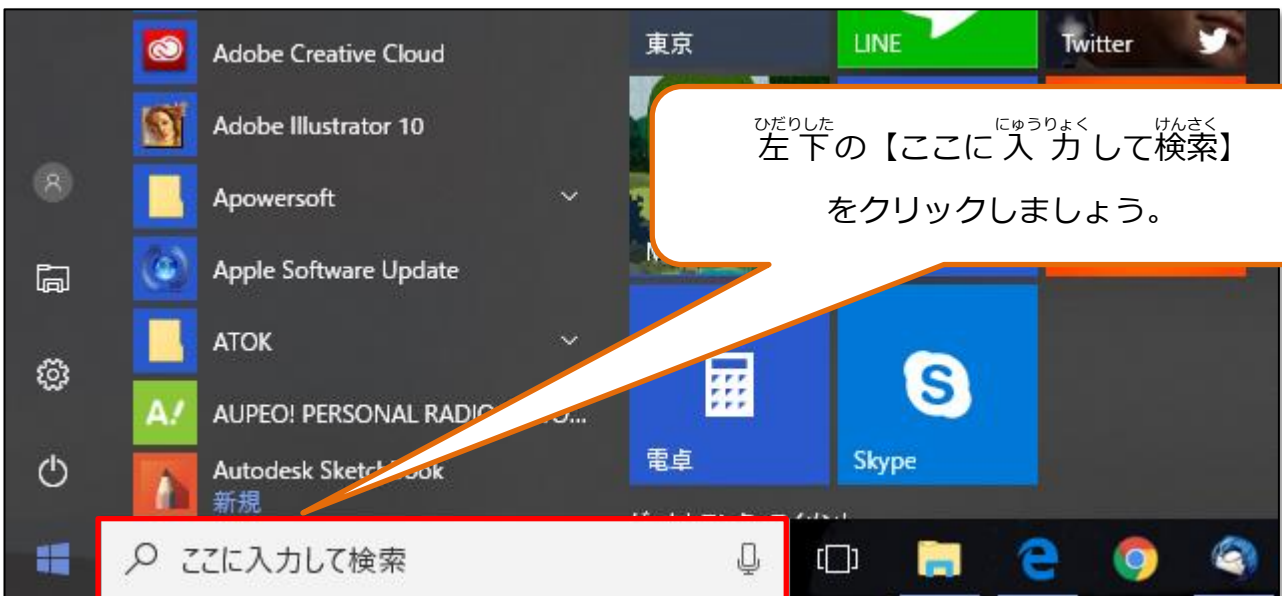 Adobe Creative Cloud
Adobe Illustrator 10
Apowersoft
Apple Software Update
ATOK
AUPEO! PERSONAL RADIO
Autodesk SketchBook
新規
東京
LINE
Twitter
ひだりした にゅうりょく けんさく
左下の【ここに入力して検索】
をクリックしましょう。
電卓
Skype
ここに入力して検索